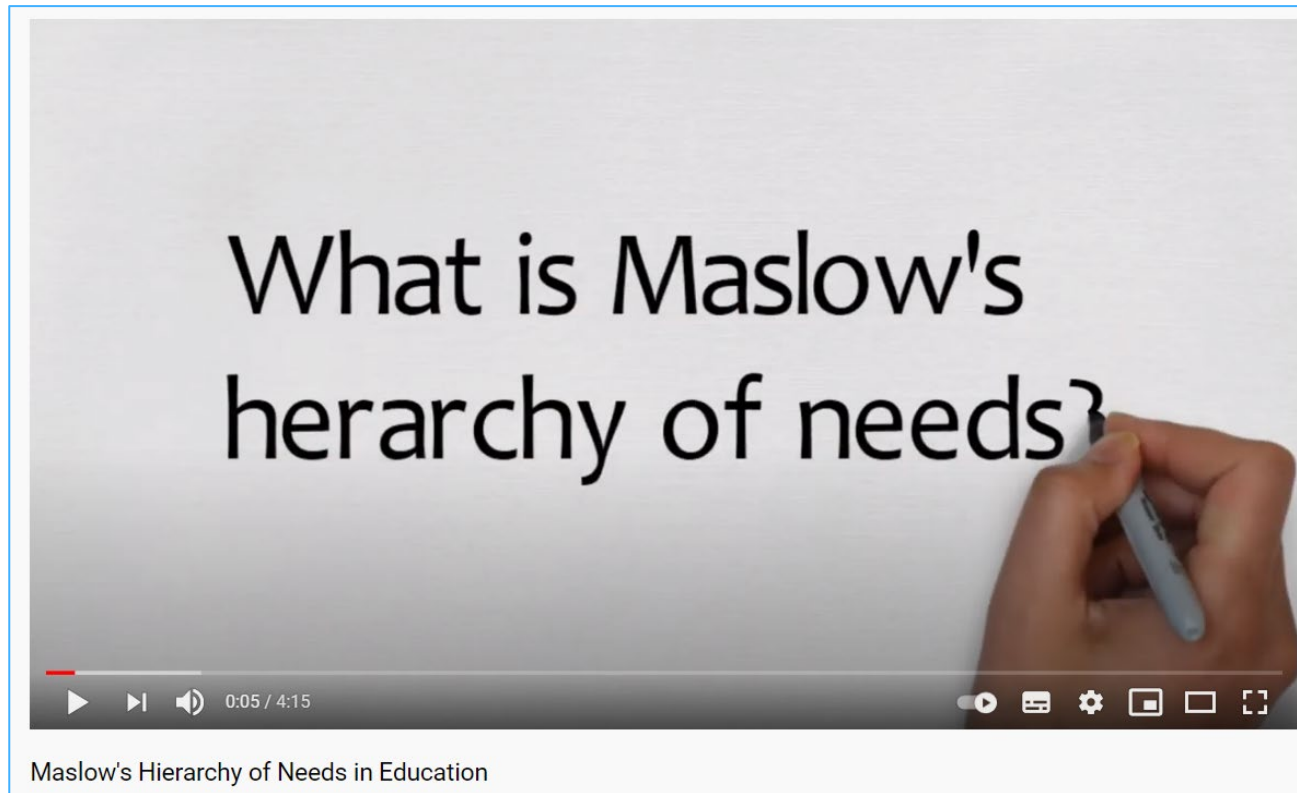 What is Maslow's
herarchy of needs?
0:05 / 4:15
Maslow's Hierarchy of Needs in Education